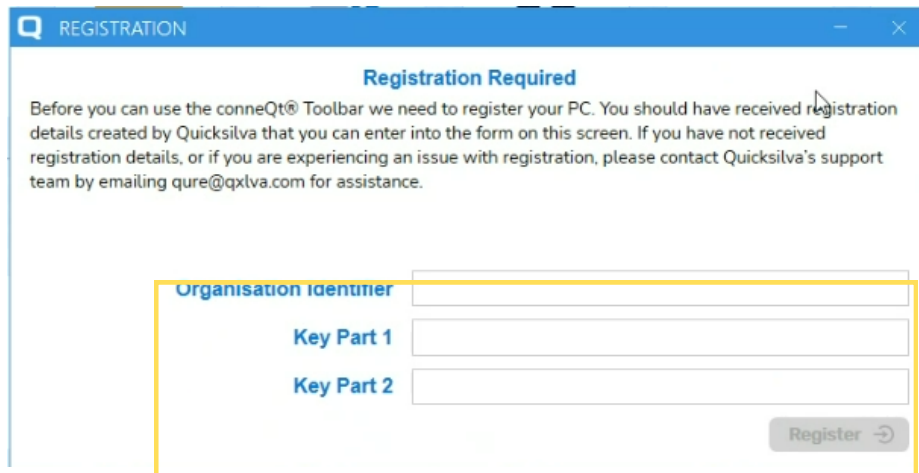 REGISTRATION
Registration Required
Before you can use the conneQt® Toolbar we need to register your PC. You should have received registration
details created by Quicksilva that you can enter into the form on this screen. If you have not received
registration details, or if you are experiencing an issue with registration, please contact Quicksilva's support
team by emailing qure@qxlva.com for assistance.
Organisation Identifier
Key Part 1
Key Part 2
Register